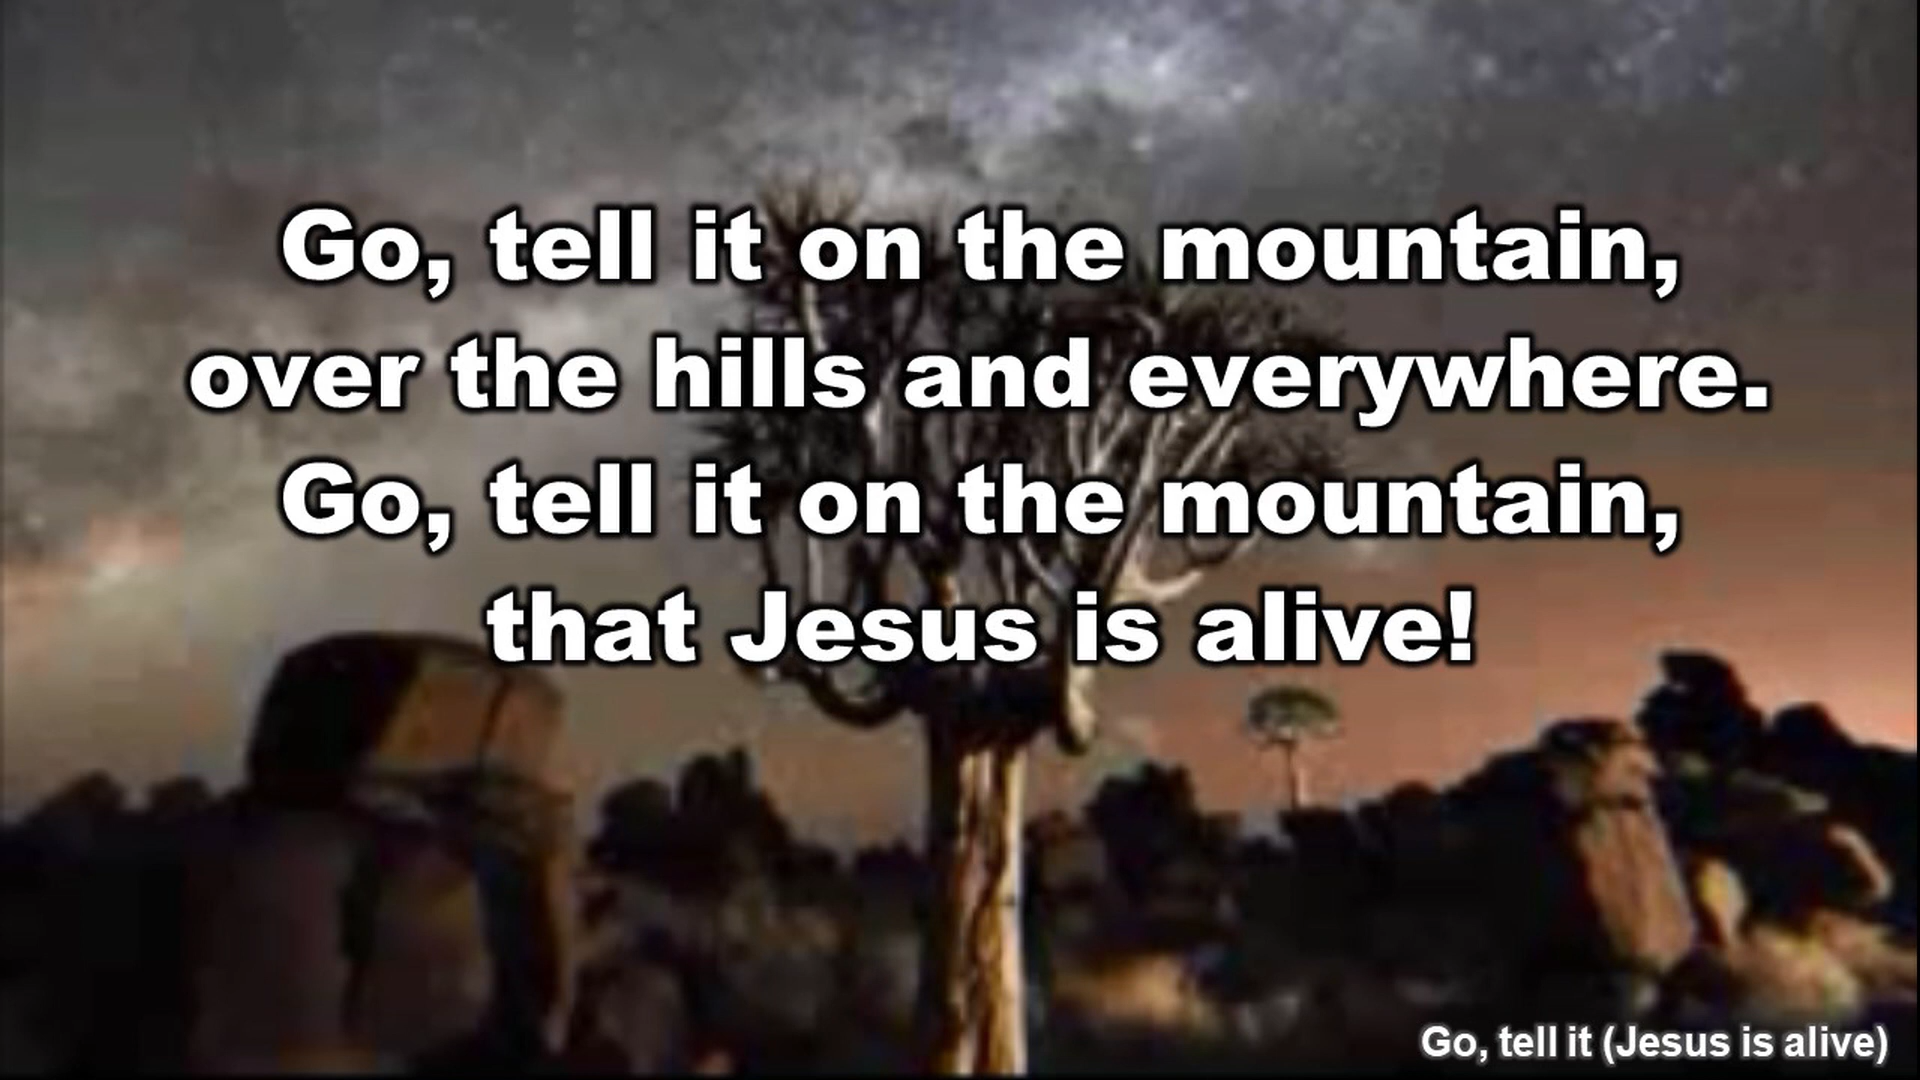 Go, tell it on the mountain,
over the hills and everywhere.
Go, tell it on the mountain,
that Jesus is alive!
Go, tell it (Jesus is alive)